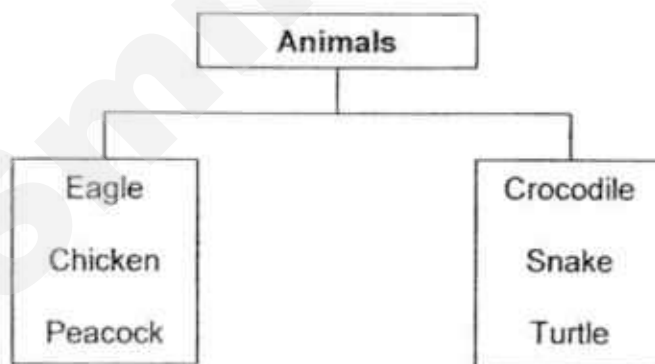 Animals
Eagle
Chicken
Peacock
Crocodile
Snake
Turtle